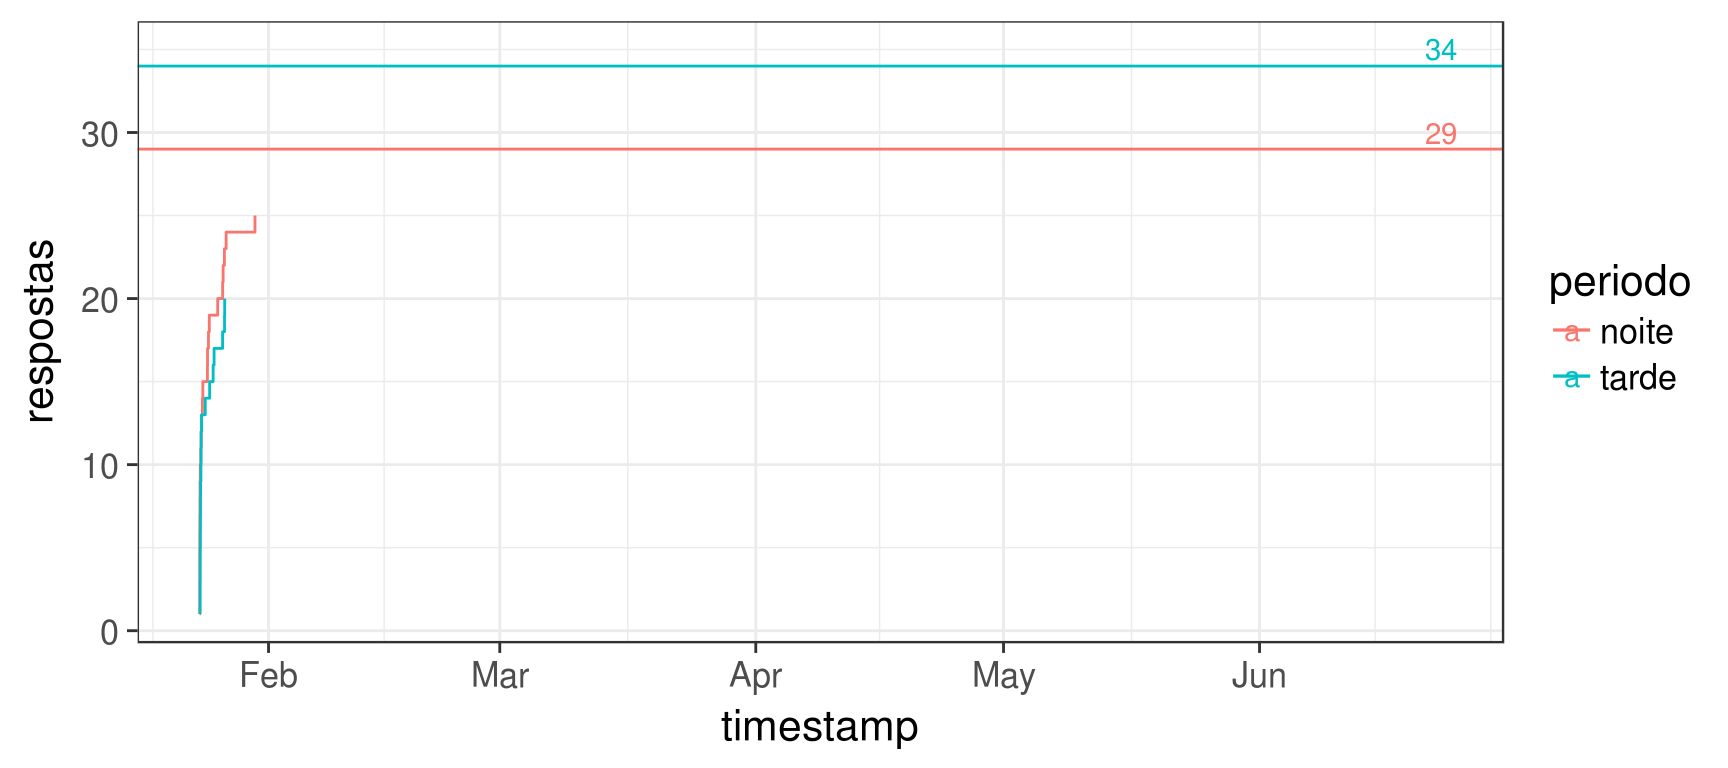 34
29
30
20
10
0
respostas
Feb Mar Apr May Jun
timestamp
periodo
a noite
a tarde